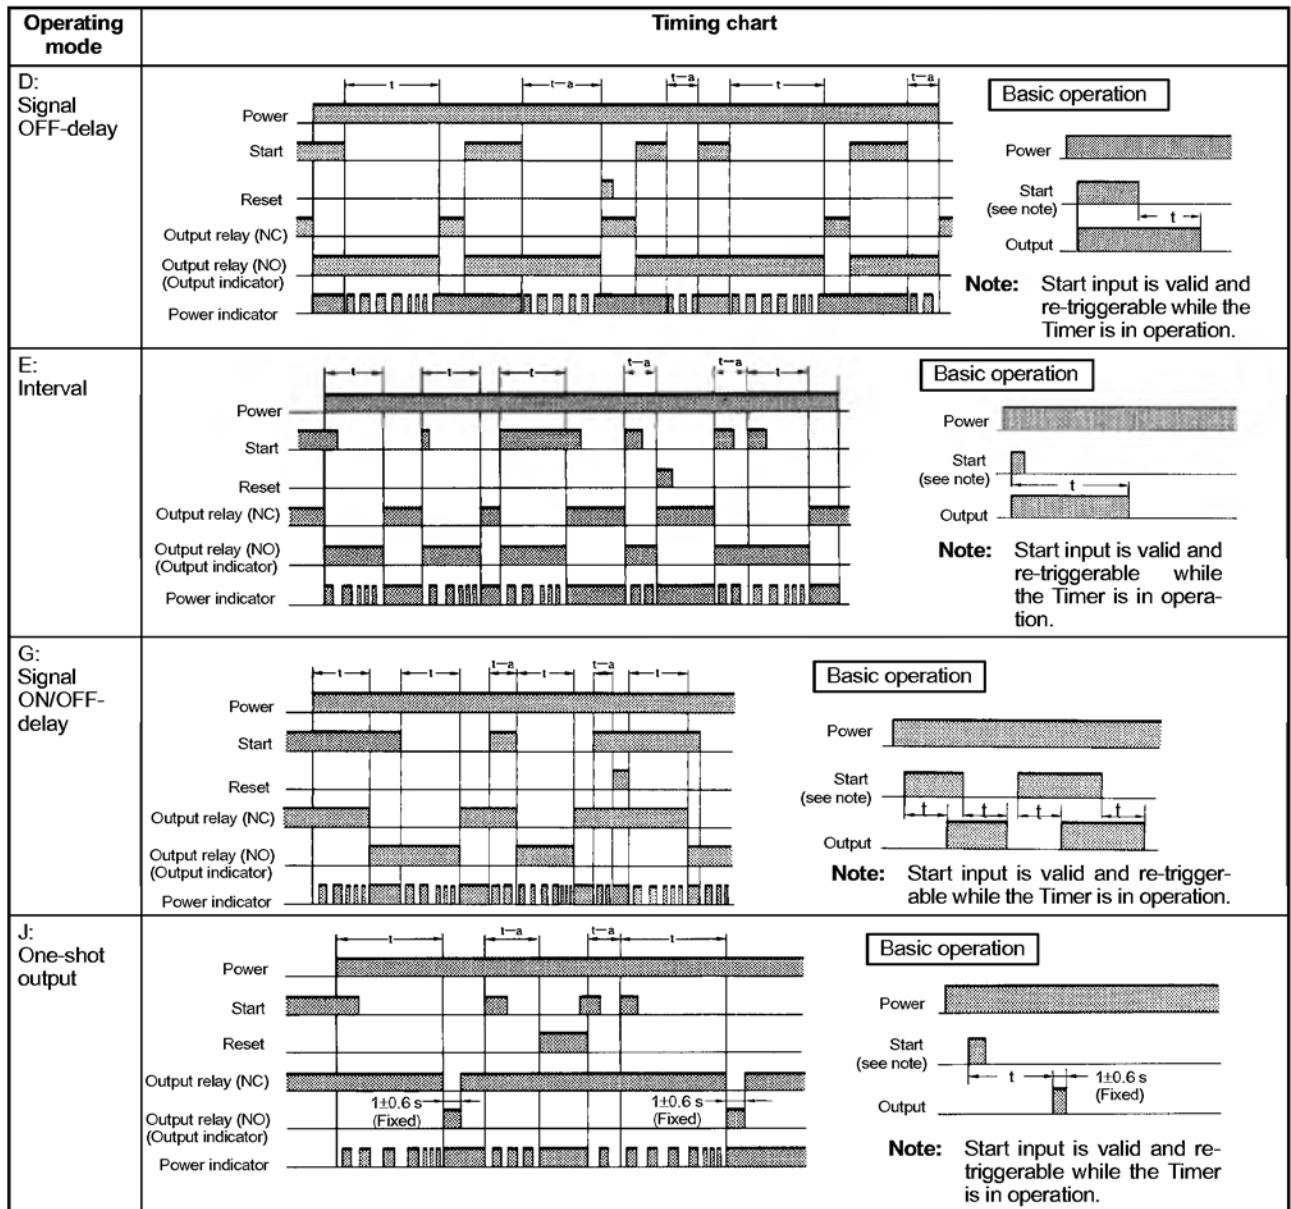 Operating mode
Timing chart
D:
Signal
OFF-delay
t
t—a
t—a
t
t—a
Power
Start
Reset
Output relay (NC)
Output relay (NO)
(Output indicator)
Power indicator
Basic operation
Power
Start
(see note)
t
Output
Note: Start input is valid and
re-triggerable while the
Timer is in operation.
E:
Interval
t
t
t
t—a
t—a
t
Power
Start
Reset
Output relay (NC)
Output relay (NO)
(Output indicator)
Power indicator
Basic operation
Power
Start
(see note)
t
Output
Note: Start input is valid and
re-triggerable while
the Timer is in opera-
tion.
G:
Signal
ON/OFF-
delay
t
t
t—a
t
t—a
t
Power
Start
Reset
Output relay (NC)
Output relay (NO)
(Output indicator)
Power indicator
Basic operation
Power
Start
(see note)
t
t
t
t
Output
Note: Start input is valid and re-trigger-
able while the Timer is in operation.
J:
One-shot
output
t
t—a
t—a
t
Power
Start
Reset
Output relay (NC)
1±0.6 s
(Fixed)
1±0.6 s
(Fixed)
Output relay (NO)
(Output indicator)
Power indicator
Basic operation
Power
Start
(see note)
t
1±0.6 s
(Fixed)
Output
Note: Start input is valid and re-
triggerable while the Timer
is in operation.